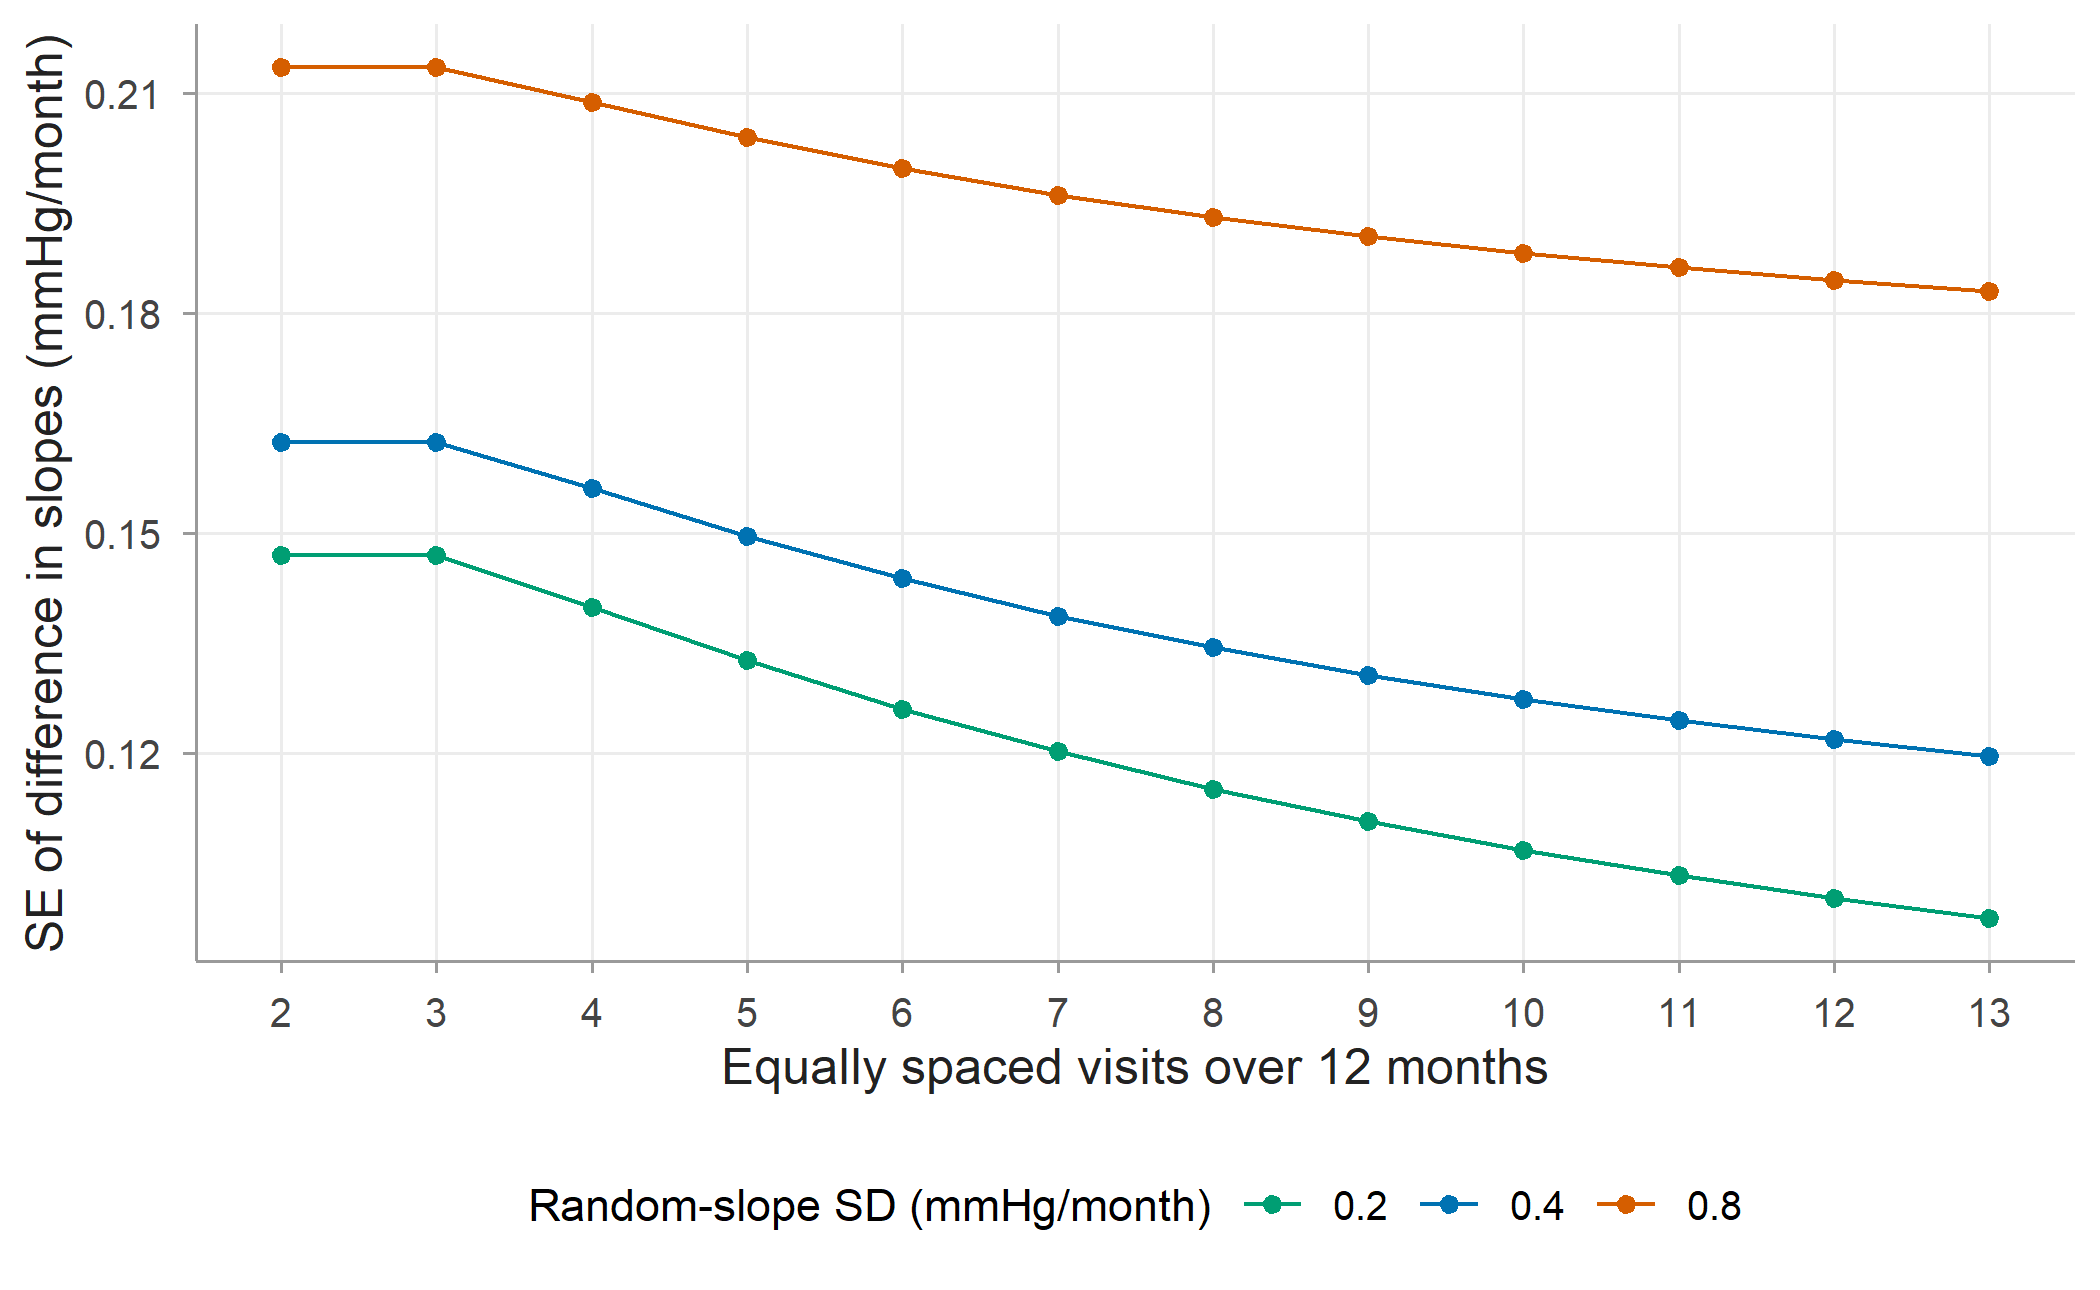 SE of difference in slopes (mmHg/month)
0.21
0.18
0.15
0.12
2 3 4 5 6 7 8 9 10 11 12 13
Equally spaced visits over 12 months
Random-slope SD (mmHg/month) 0.2 0.4 0.8